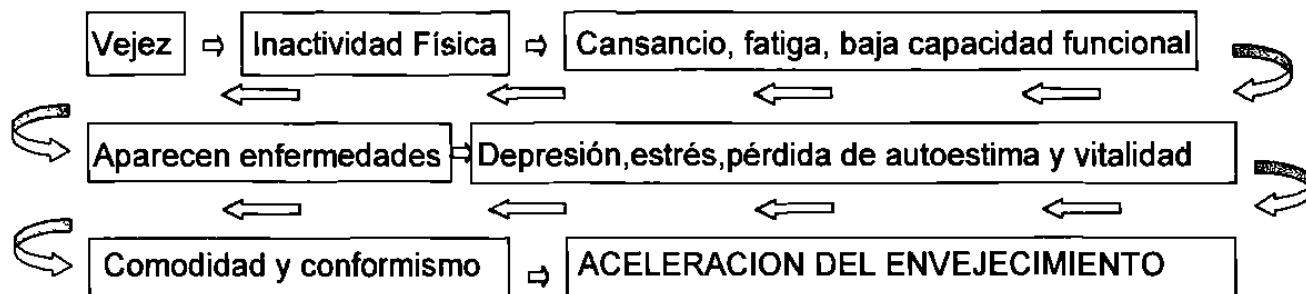 Vejez ⇨ Inactividad Física ⇨ Cansancio, fatiga, baja capacidad funcional
Aparecen enfermedades ⇨ Depresión,estrés,pérdida de autoestima y vitalidad
Comodidad y conformismo ⇨ ACELERACION DEL ENVEJECIMIENTO